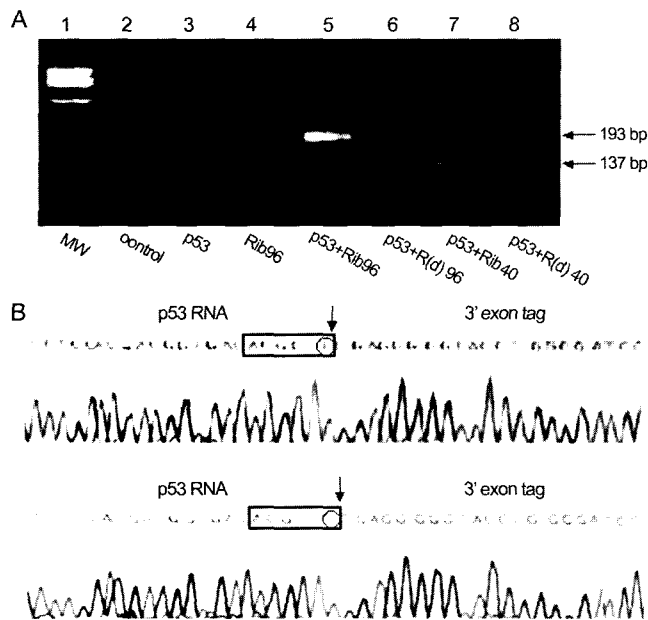 A
1 2 3 4 5 6 7 8
193 bp
137 bp
MW
oontrol
p53
Rib96
p53+Rib96
p53+R(d) 96
p53+Rib40
p53+R(d) 40
B
p53 RNA 3' exon tag
p53 RNA 3' exon tag